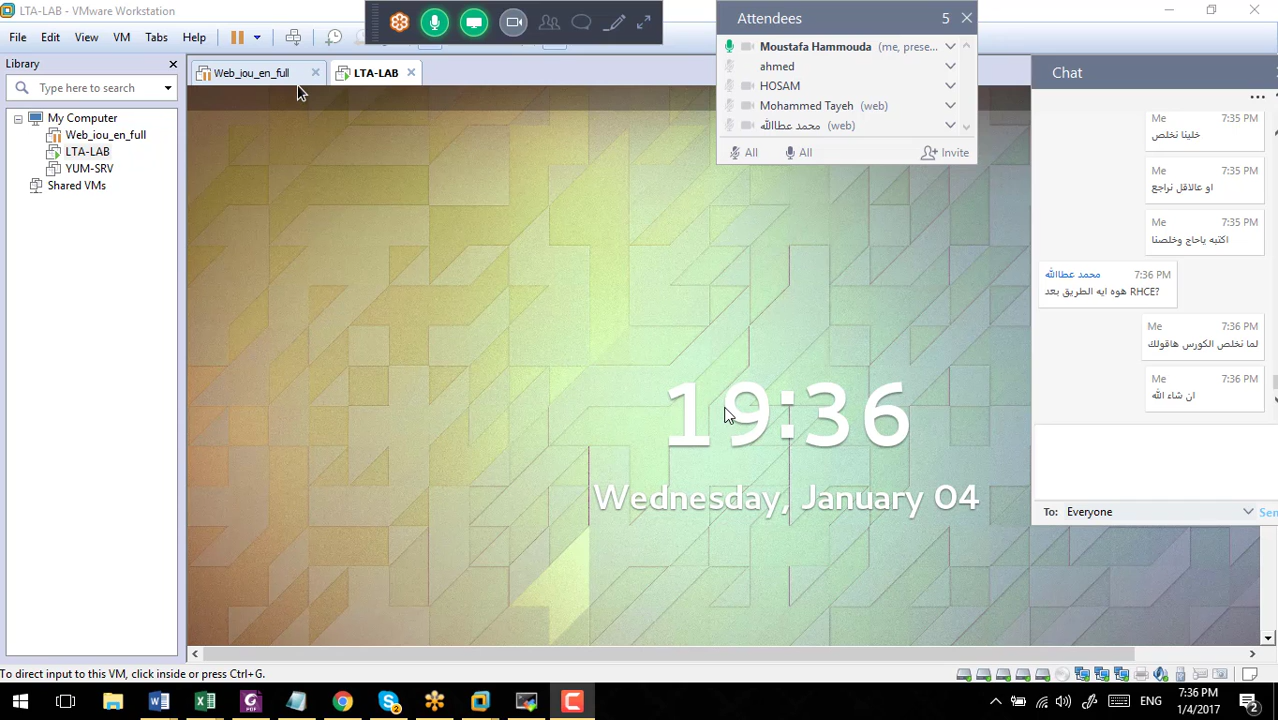 LTA-LAB - VMware Workstation
File
Edit
View
VM
Tabs
Help
Library
Type here to search
My Computer
Web_iou_en_full
LTA-LAB
YUM-SRV
Shared VMs
Web_iou_en_full
LTA-LAB
Attendees 5
Moustafa Hammouda (me, prese...
ahmed
HOSAM
Mohammed Tayeh (web)
محمد عطاالله (web)
All
All
Invite
19:36
Wednesday, January 04
Chat
Me 7:35 PM
خلينا نخلص
Me 7:35 PM
او عالاقل نراجع
Me 7:35 PM
اكتبه ياحاج وخلصنا
محمد عطاالله 7:36 PM
هوه ايه الطريق بعد RHCE?
Me 7:36 PM
لما نخلص الكورس هاقولك
Me 7:36 PM
ان شاء الله
To: Everyone
Sen
To direct input to this VM, click inside or press Ctrl+G.
ENG
7:36 PM
1/4/2017
2
2